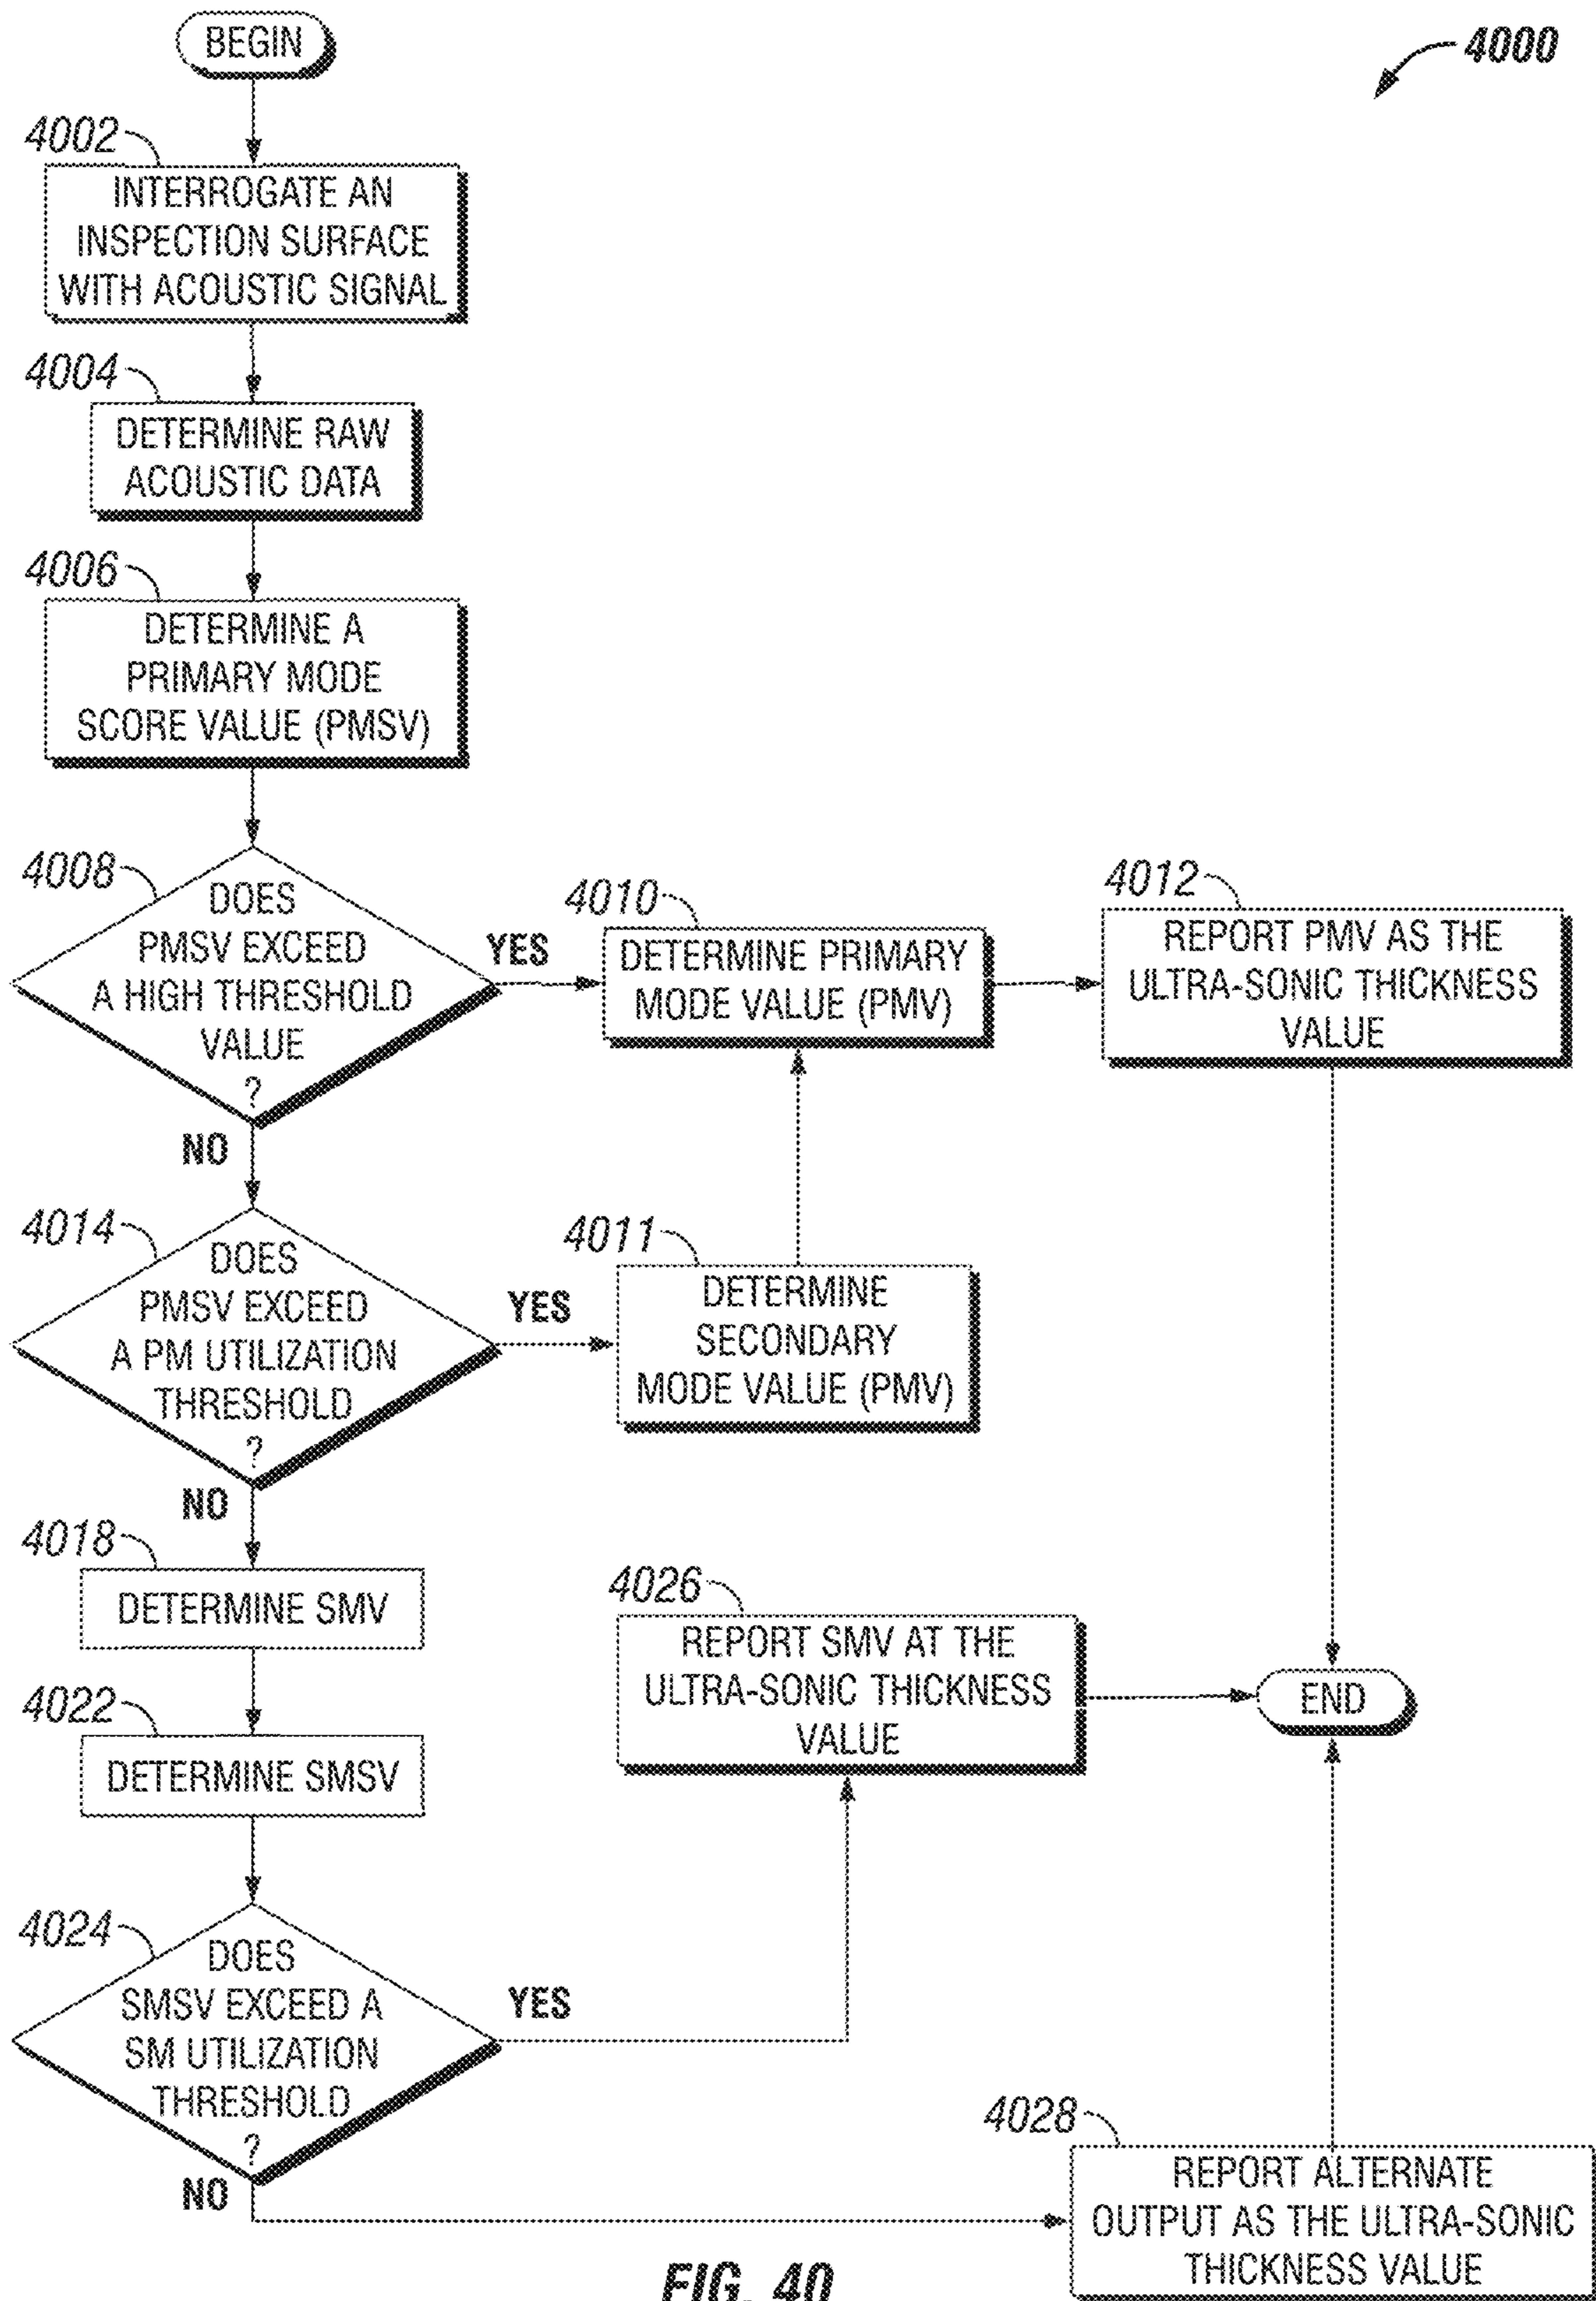 BEGIN
4000
4002
INTERROGATE AN
INSPECTION SURFACE
WITH ACOUSTIC SIGNAL
4004
DETERMINE RAW
ACOUSTIC DATA
4006
DETERMINE A
PRIMARY MODE
SCORE VALUE (PMSV)
4008
DOES
PMSV EXCEED
A HIGH THRESHOLD
VALUE
?
YES
NO
4010
DETERMINE PRIMARY
MODE VALUE (PMV)
4012
REPORT PMV AS THE
ULTRA-SONIC THICKNESS
VALUE
4014
DOES
PMSV EXCEED
A PM UTILIZATION
THRESHOLD
?
YES
NO
4011
DETERMINE
SECONDARY
MODE VALUE (PMV)
4018
DETERMINE SMV
4022
DETERMINE SMSV
4026
REPORT SMV AT THE
ULTRA-SONIC THICKNESS
VALUE
END
4024
DOES
SMSV EXCEED A
SM UTILIZATION
THRESHOLD
?
YES
NO
4028
REPORT ALTERNATE
OUTPUT AS THE ULTRA-SONIC
THICKNESS VALUE
FIG. 40